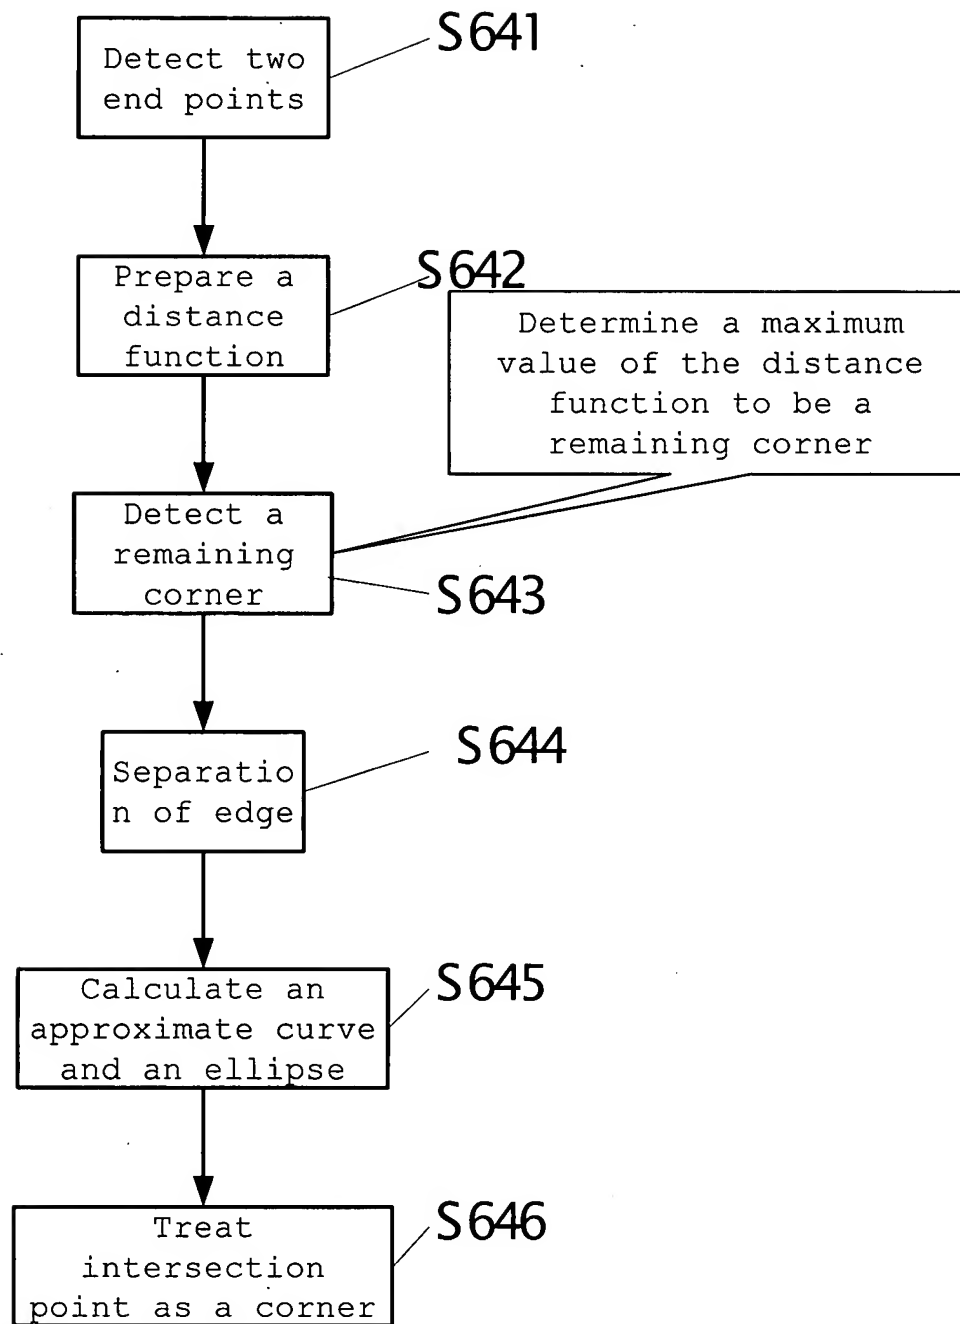 S641
Detect two
end points
S642
Prepare a
distance
function
Determine a maximum
value of the distance
function to be a
remaining corner
Detect a
remaining
corner
S643
S644
Separatio
n of edge
S645
Calculate an
approximate curve
and an ellipse
S646
Treat
intersection
point as a corner